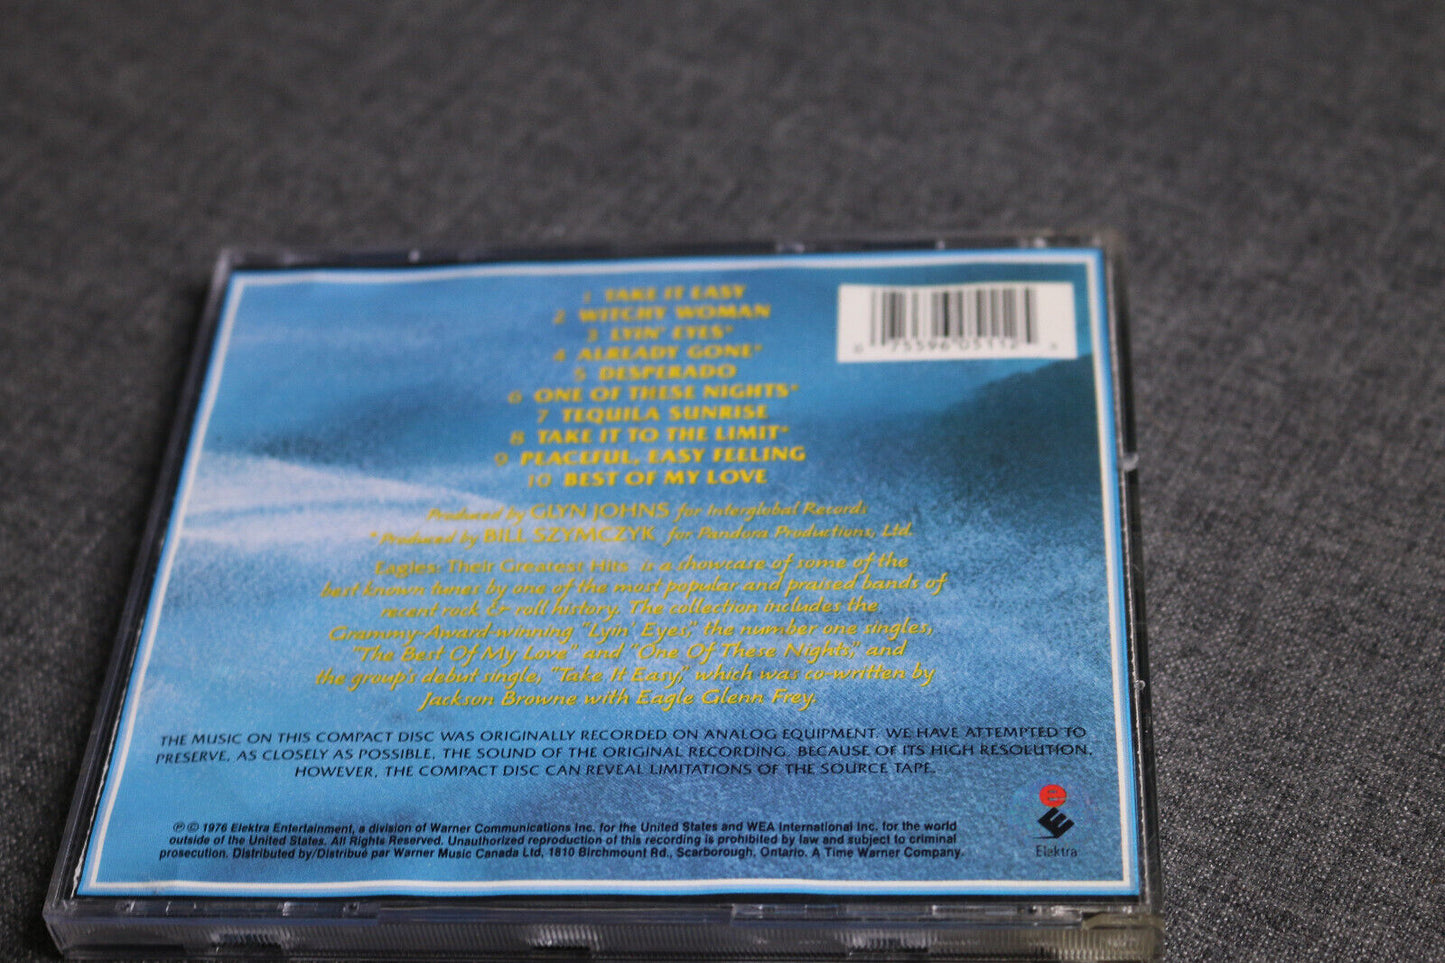 1 TAKE IT EASY
2 WITCHY WOMAN
3 LYIN' EYES*
4 ALREADY GONE*
5 DESPERADO
6 ONE OF THESE NIGHTS*
7 TEQUILA SUNRISE
8 TAKE IT TO THE LIMIT*
9 PEACEFUL, EASY FEELING
10 BEST OF MY LOVE
0 75596 05112
Produced by GLYN JOHNS for Interglobal Records
* Produced by BILL SZYMCZYK for Pandora Productions, Ltd.
Eagles: Their Greatest Hits is a showcase of some of the
best known tunes by one of the most popular and praised bands of
recent rock & roll history. The collection includes the
Grammy-Award-winning "Lyin' Eyes," the number one singles,
"The Best Of My Love" and "One Of These Nights," and
the group's debut single, "Take It Easy," which was co-written by
Jackson Browne with Eagle Glenn Frey.
THE MUSIC ON THIS COMPACT DISC WAS ORIGINALLY RECORDED ON ANALOG EQUIPMENT. WE HAVE ATTEMPTED TO
PRESERVE, AS CLOSELY AS POSSIBLE, THE SOUND OF THE ORIGINAL RECORDING. BECAUSE OF ITS HIGH RESOLUTION,
HOWEVER, THE COMPACT DISC CAN REVEAL LIMITATIONS OF THE SOURCE TAPE.
℗ © 1976 Elektra Entertainment, a division of Warner Communications Inc. for the United States and WEA International Inc. for the world
outside of the United States. All Rights Reserved. Unauthorized reproduction of this recording is prohibited by law and subject to criminal
prosecution. Distributed by/Distribué par Warner Music Canada Ltd, 1810 Birchmount Rd., Scarborough, Ontario. A Time Warner Company.
e
Elektra